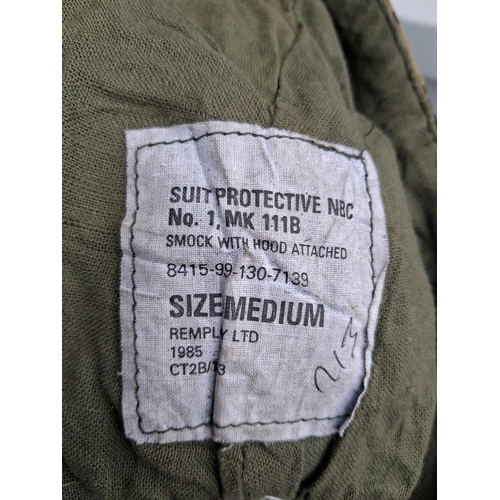 SUIT PROTECTIVE NBC
No. 1, MK 111B
SMOCK WITH HOOD ATTACHED
8415-99-130-7139
SIZE MEDIUM
REMPLY LTD
1985